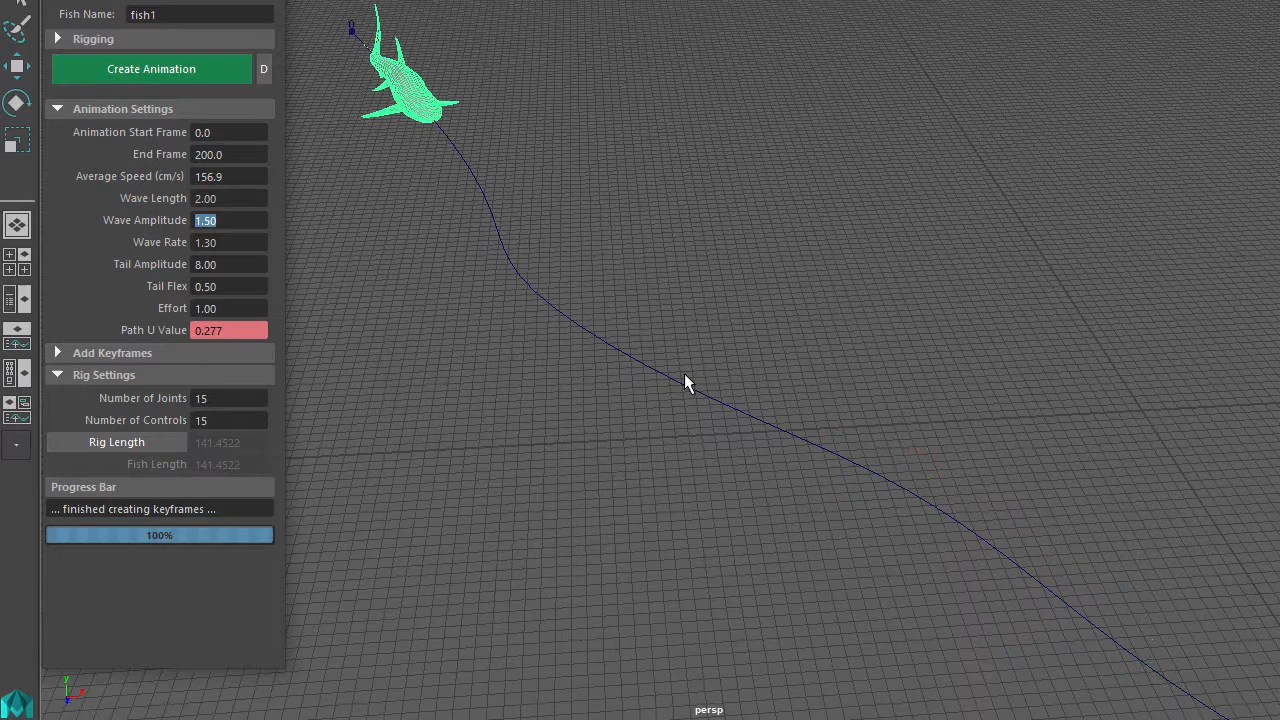 Fish Name: fish1
Rigging
Create Animation D
Animation Settings
Animation Start Frame 0.0
End Frame 200.0
Average Speed (cm/s) 156.9
Wave Length 2.00
Wave Amplitude 1.50
Wave Rate 1.30
Tail Amplitude 8.00
Tail Flex 0.50
Effort 1.00
Path U Value 0.277
Add Keyframes
Rig Settings
Number of Joints 15
Number of Controls 15
Rig Length 141.4522
Fish Length 141.4522
Progress Bar
... finished creating keyframes ...
100%
0
y
x
persp